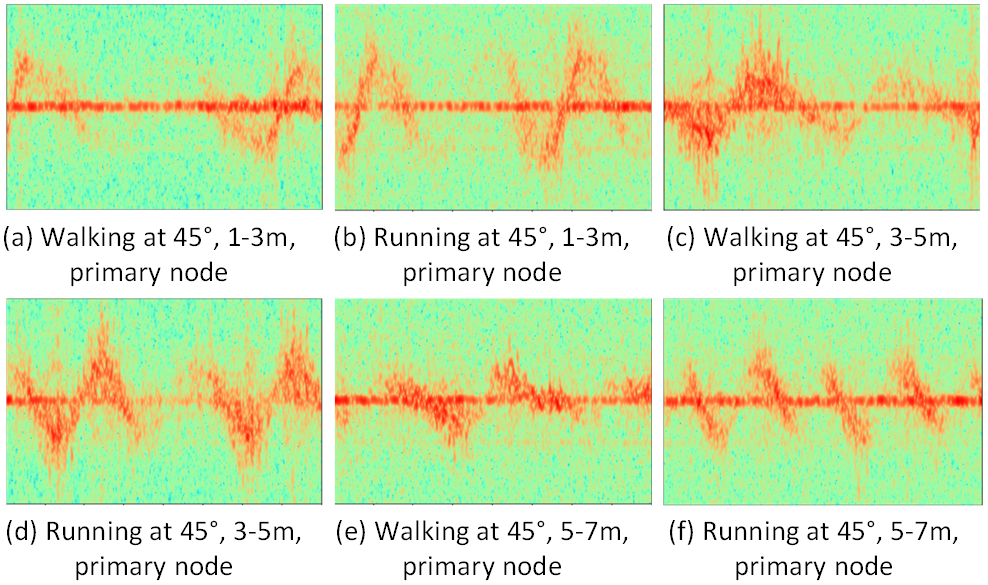 (a) Walking at 45°, 1-3m,
primary node
(b) Running at 45°, 1-3m,
primary node
(c) Walking at 45°, 3-5m,
primary node
(d) Running at 45°, 3-5m,
primary node
(e) Walking at 45°, 5-7m,
primary node
(f) Running at 45°, 5-7m,
primary node